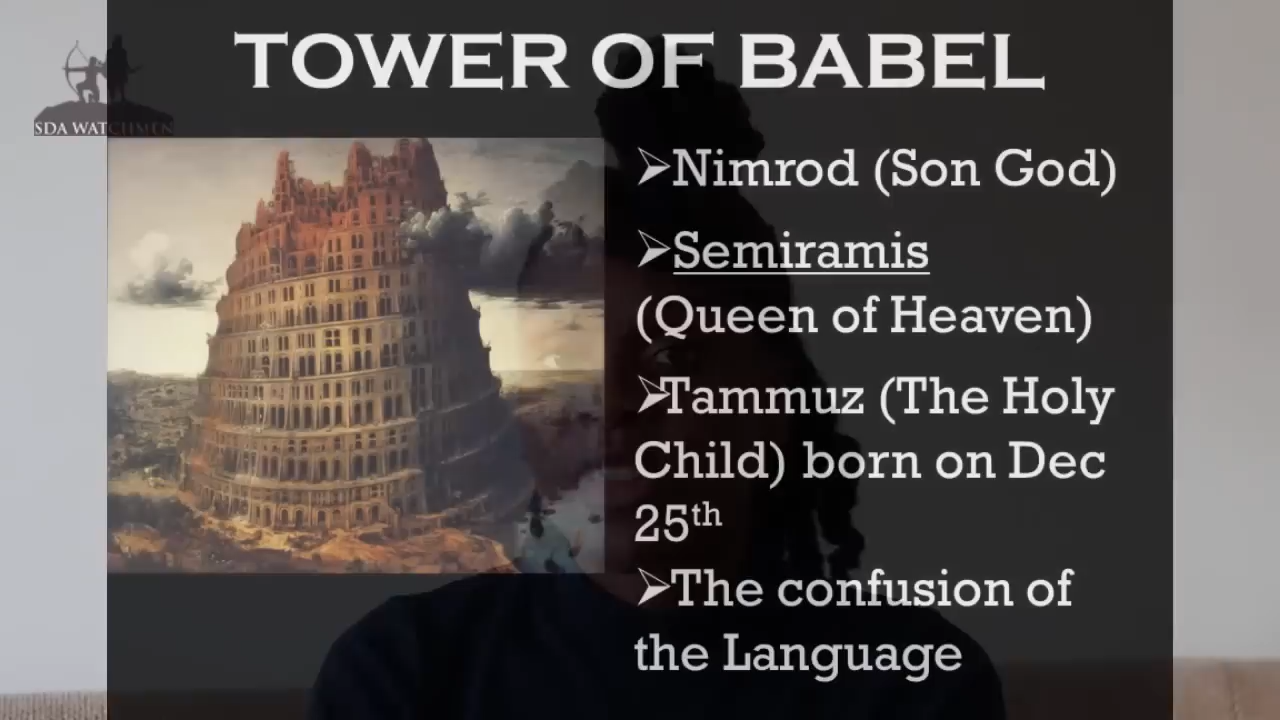 TOWER OF BABEL
SDA WATCHMEN
➢Nimrod (Son God)
➢Semiramis
(Queen of Heaven)
➢Tammuz (The Holy
Child) born on Dec
25th
➢The confusion of
the Language